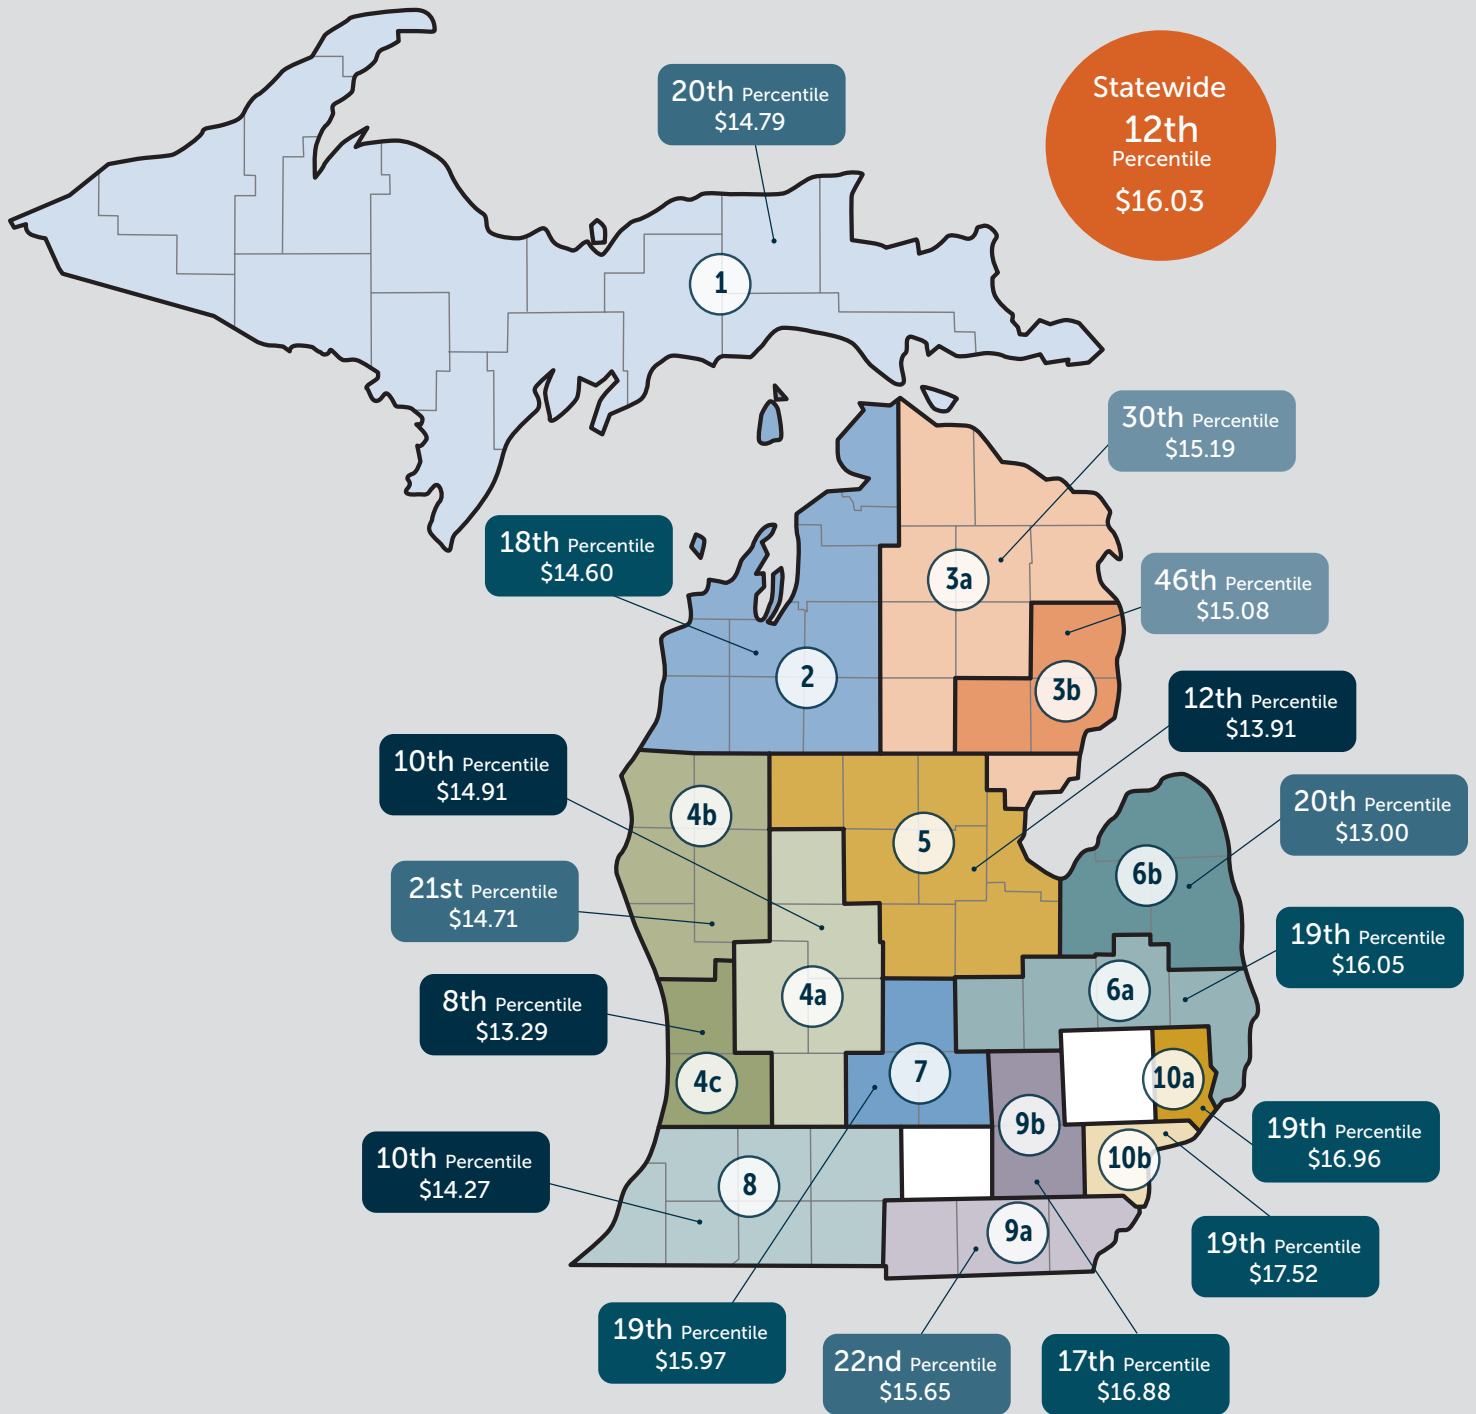 Statewide
12th
Percentile
$16.03
20th Percentile
$14.79
1
30th Percentile
$15.19
18th Percentile
$14.60
3a
46th Percentile
$15.08
2
3b
12th Percentile
$13.91
10th Percentile
$14.91
4b
5
20th Percentile
$13.00
21st Percentile
$14.71
6b
19th Percentile
$16.05
8th Percentile
$13.29
4a
6a
4c
7
10a
9b
19th Percentile
$16.96
10th Percentile
$14.27
8
10b
9a
19th Percentile
$17.52
19th Percentile
$15.97
22nd Percentile
$15.65
17th Percentile
$16.88